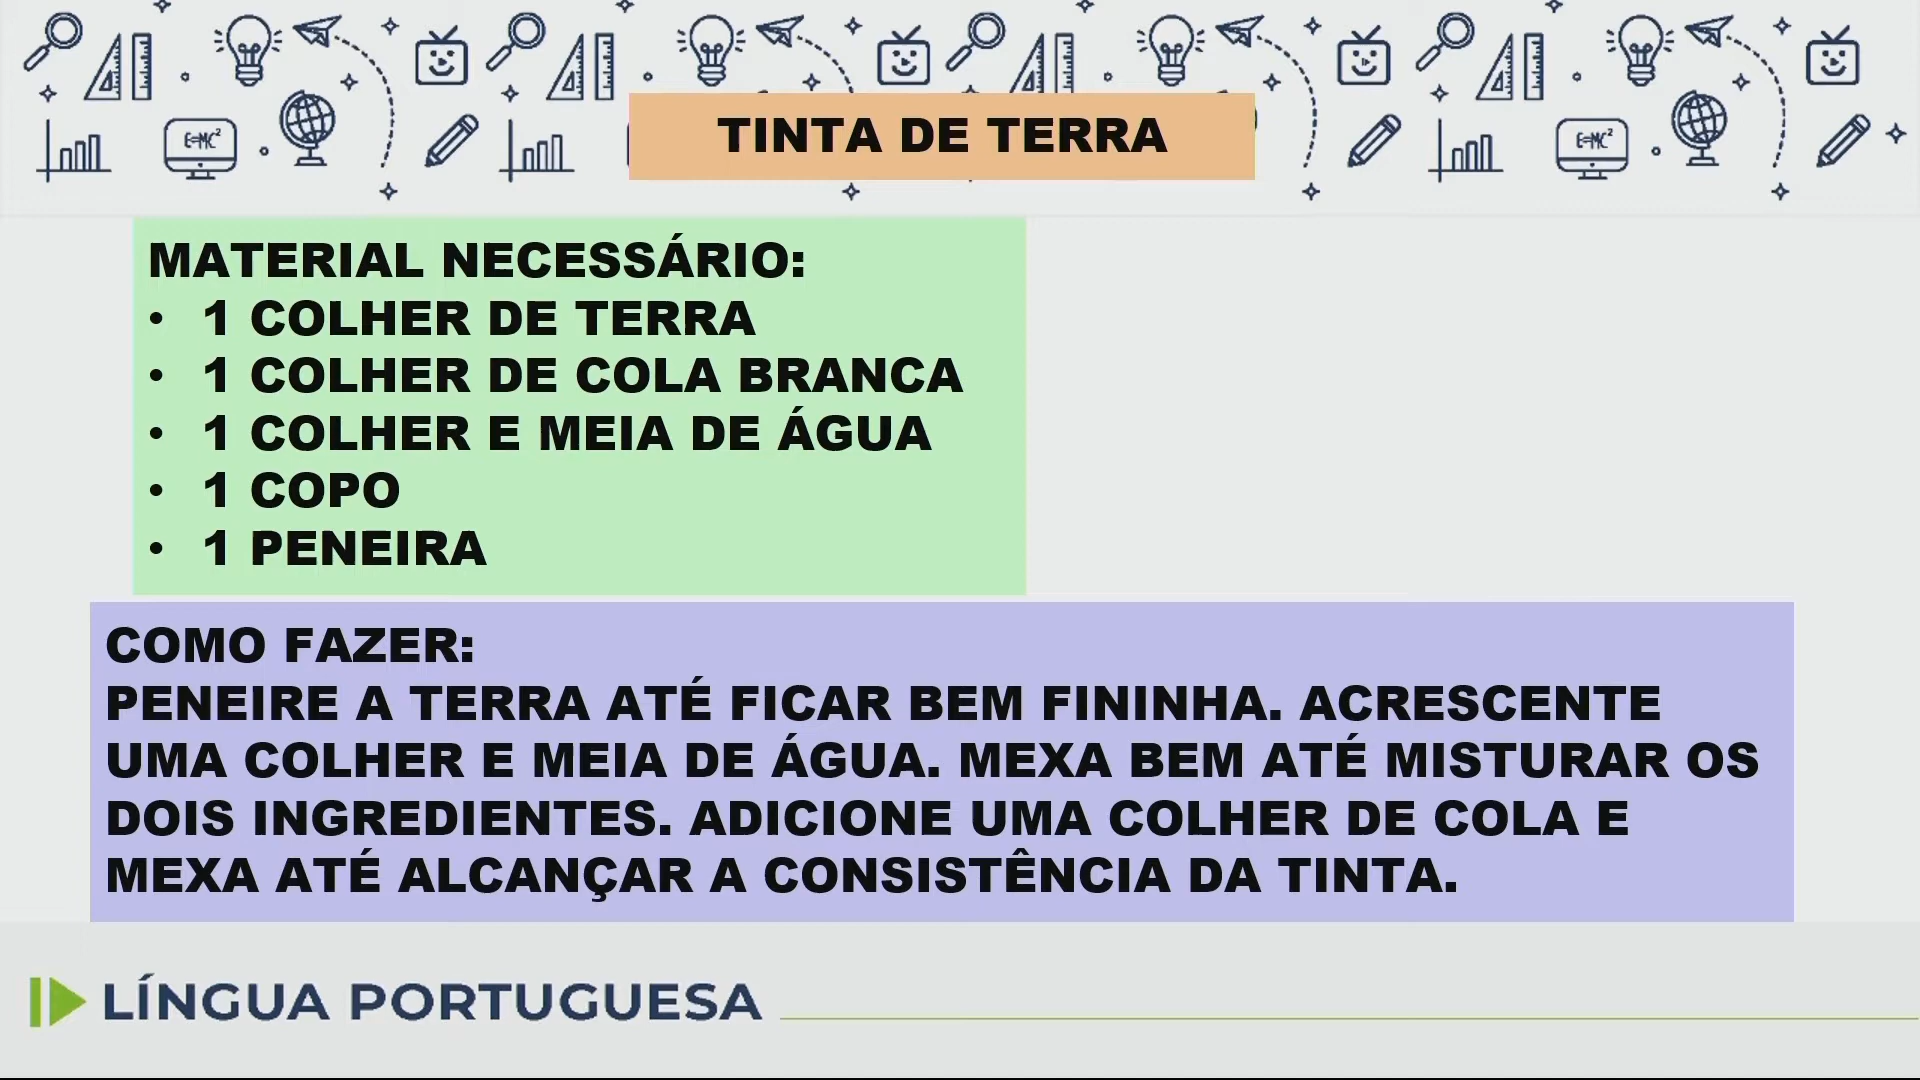 E=MC²
E=MC²
TINTA DE TERRA
MATERIAL NECESSÁRIO:
• 1 COLHER DE TERRA
• 1 COLHER DE COLA BRANCA
• 1 COLHER E MEIA DE ÁGUA
• 1 COPO
• 1 PENEIRA
COMO FAZER:
PENEIRE A TERRA ATÉ FICAR BEM FININHA. ACRESCENTE
UMA COLHER E MEIA DE ÁGUA. MEXA BEM ATÉ MISTURAR OS
DOIS INGREDIENTES. ADICIONE UMA COLHER DE COLA E
MEXA ATÉ ALCANÇAR A CONSISTÊNCIA DA TINTA.
LÍNGUA PORTUGUESA